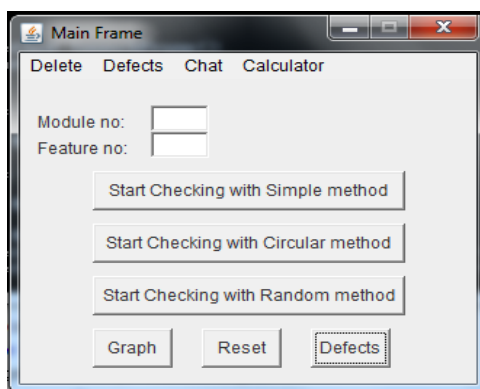 Main Frame
Delete Defects Chat Calculator
Module no:
Feature no:
Start Checking with Simple method
Start Checking with Circular method
Start Checking with Random method
Graph Reset Defects